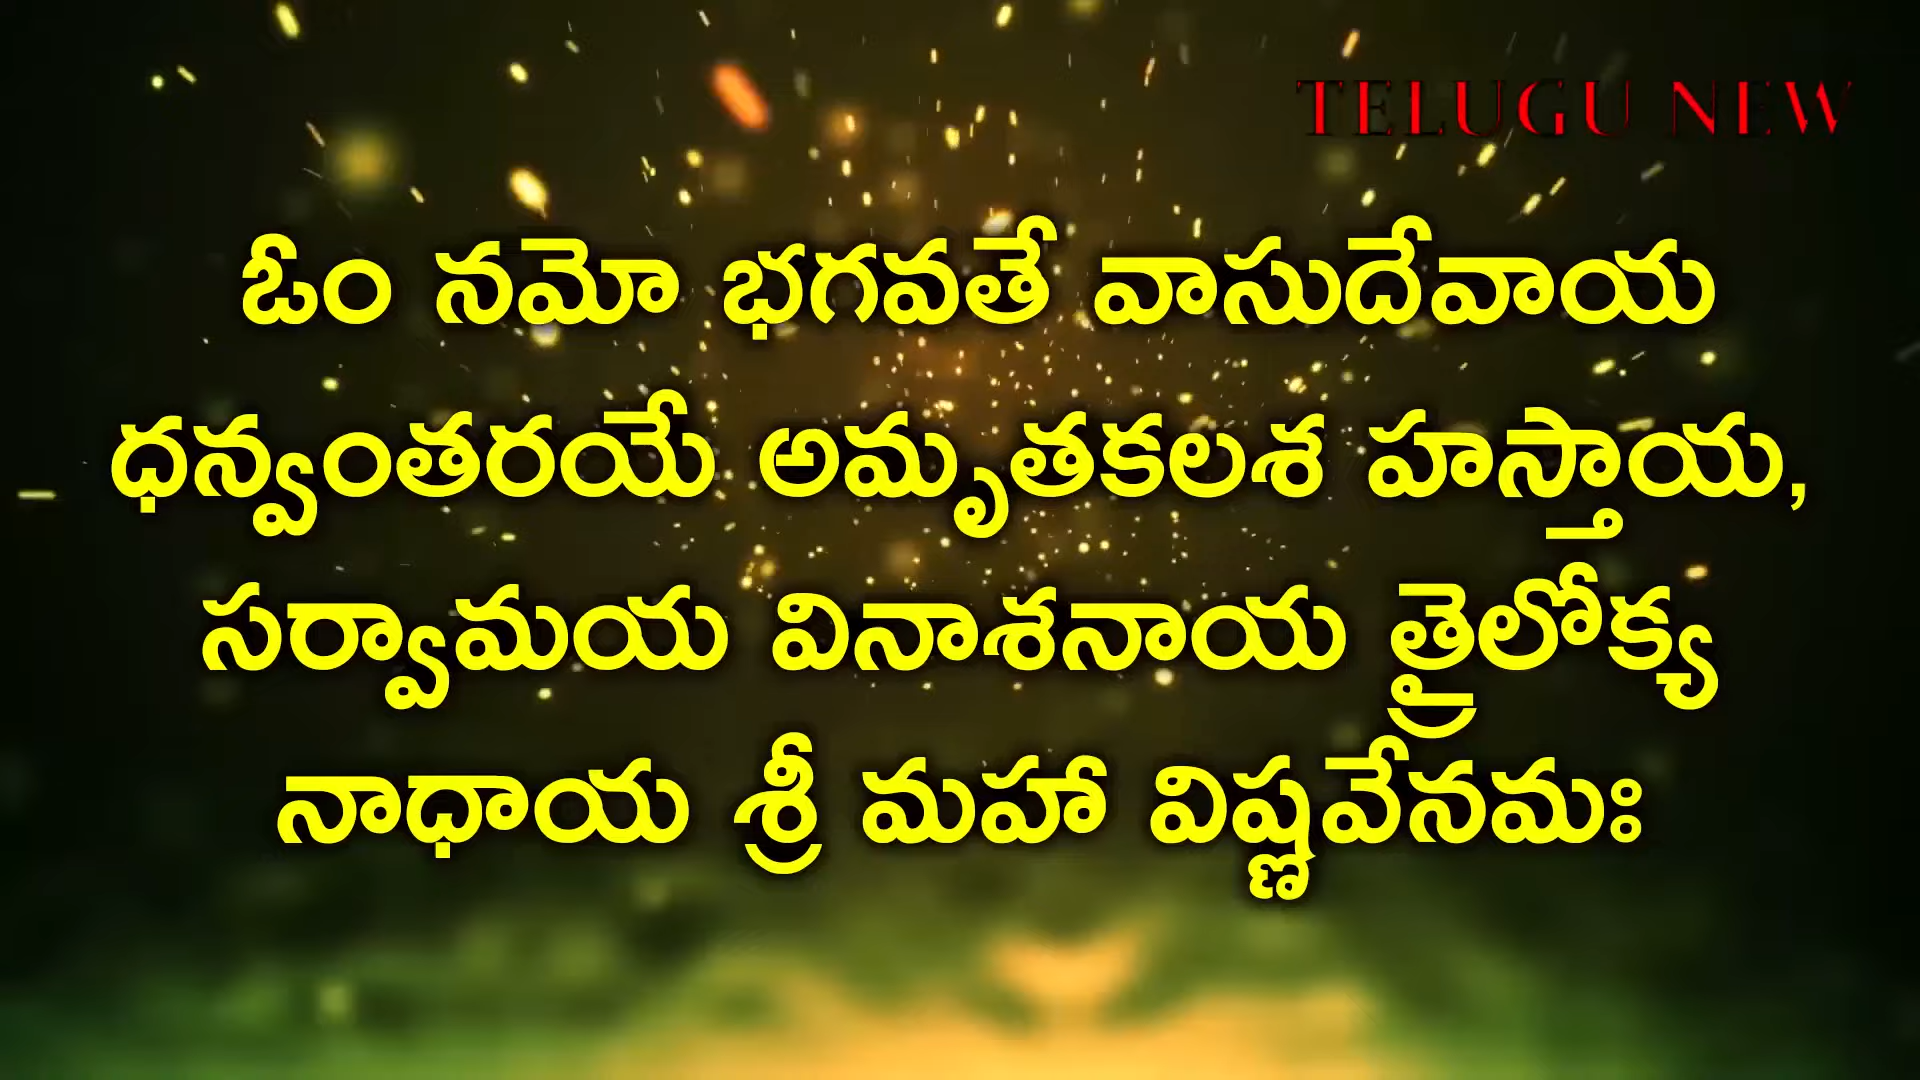 TELUGU NEW
ఓం నమో భగవతే వాసుదేవాయ
ధన్వంతరయే అమృతకలశ హస్తాయ,
సర్వామయ వినాశనాయ త్రైలోక్య
నాధాయ శ్రీ మహా విష్ణవేనమః